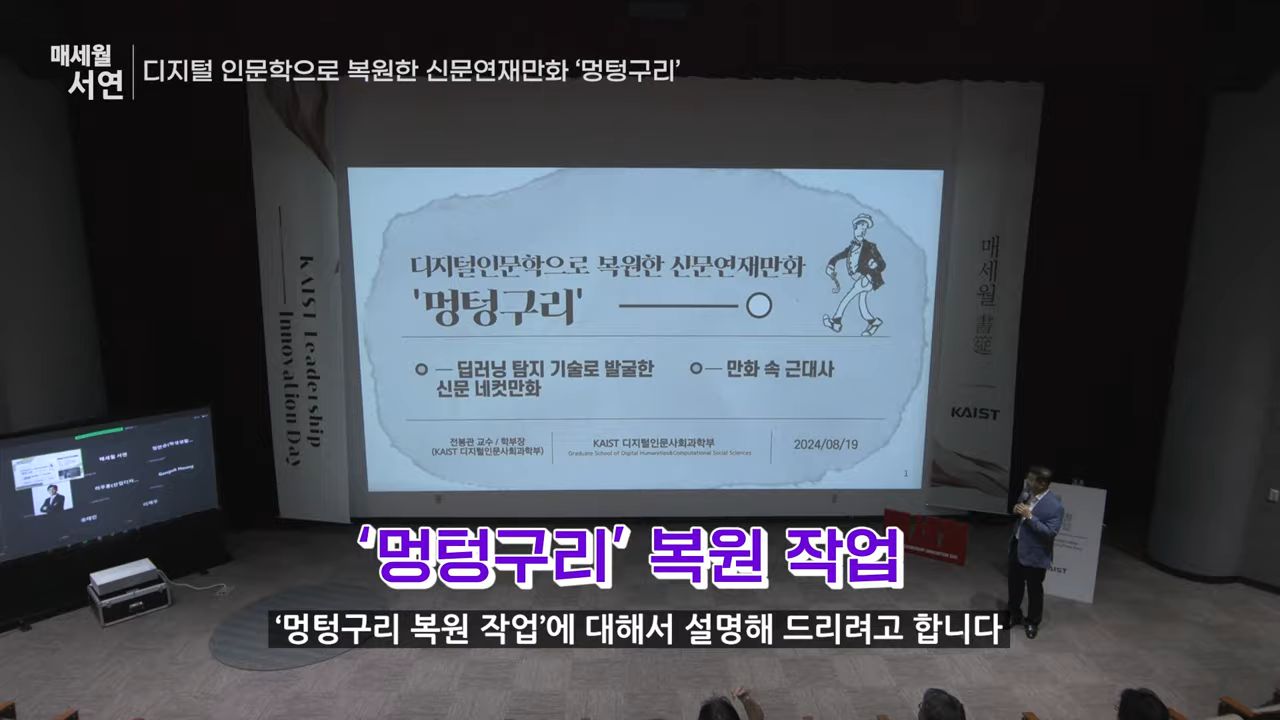 매세월
서연
디지털 인문학으로 복원한 신문연재만화 ‘멍텅구리’
KAIST Leadership
Innovation Day
디지털인문학으로 복원한 신문연재만화
'멍텅구리'
딥러닝 탐지 기술로 발굴한
신문 네컷만화
만화 속 근대사
전봉관 교수 / 학부장
(KAIST 디지털인문사회과학부)
KAIST 디지털인문사회과학부
Graduate School of Digital Humanities&Computational Social Sciences
2024/08/19
1
매세월 書筵
KAIST
매세월 서연
‘멍텅구리’ 복원 작업
‘멍텅구리 복원 작업’에 대해서 설명해 드리려고 합니다